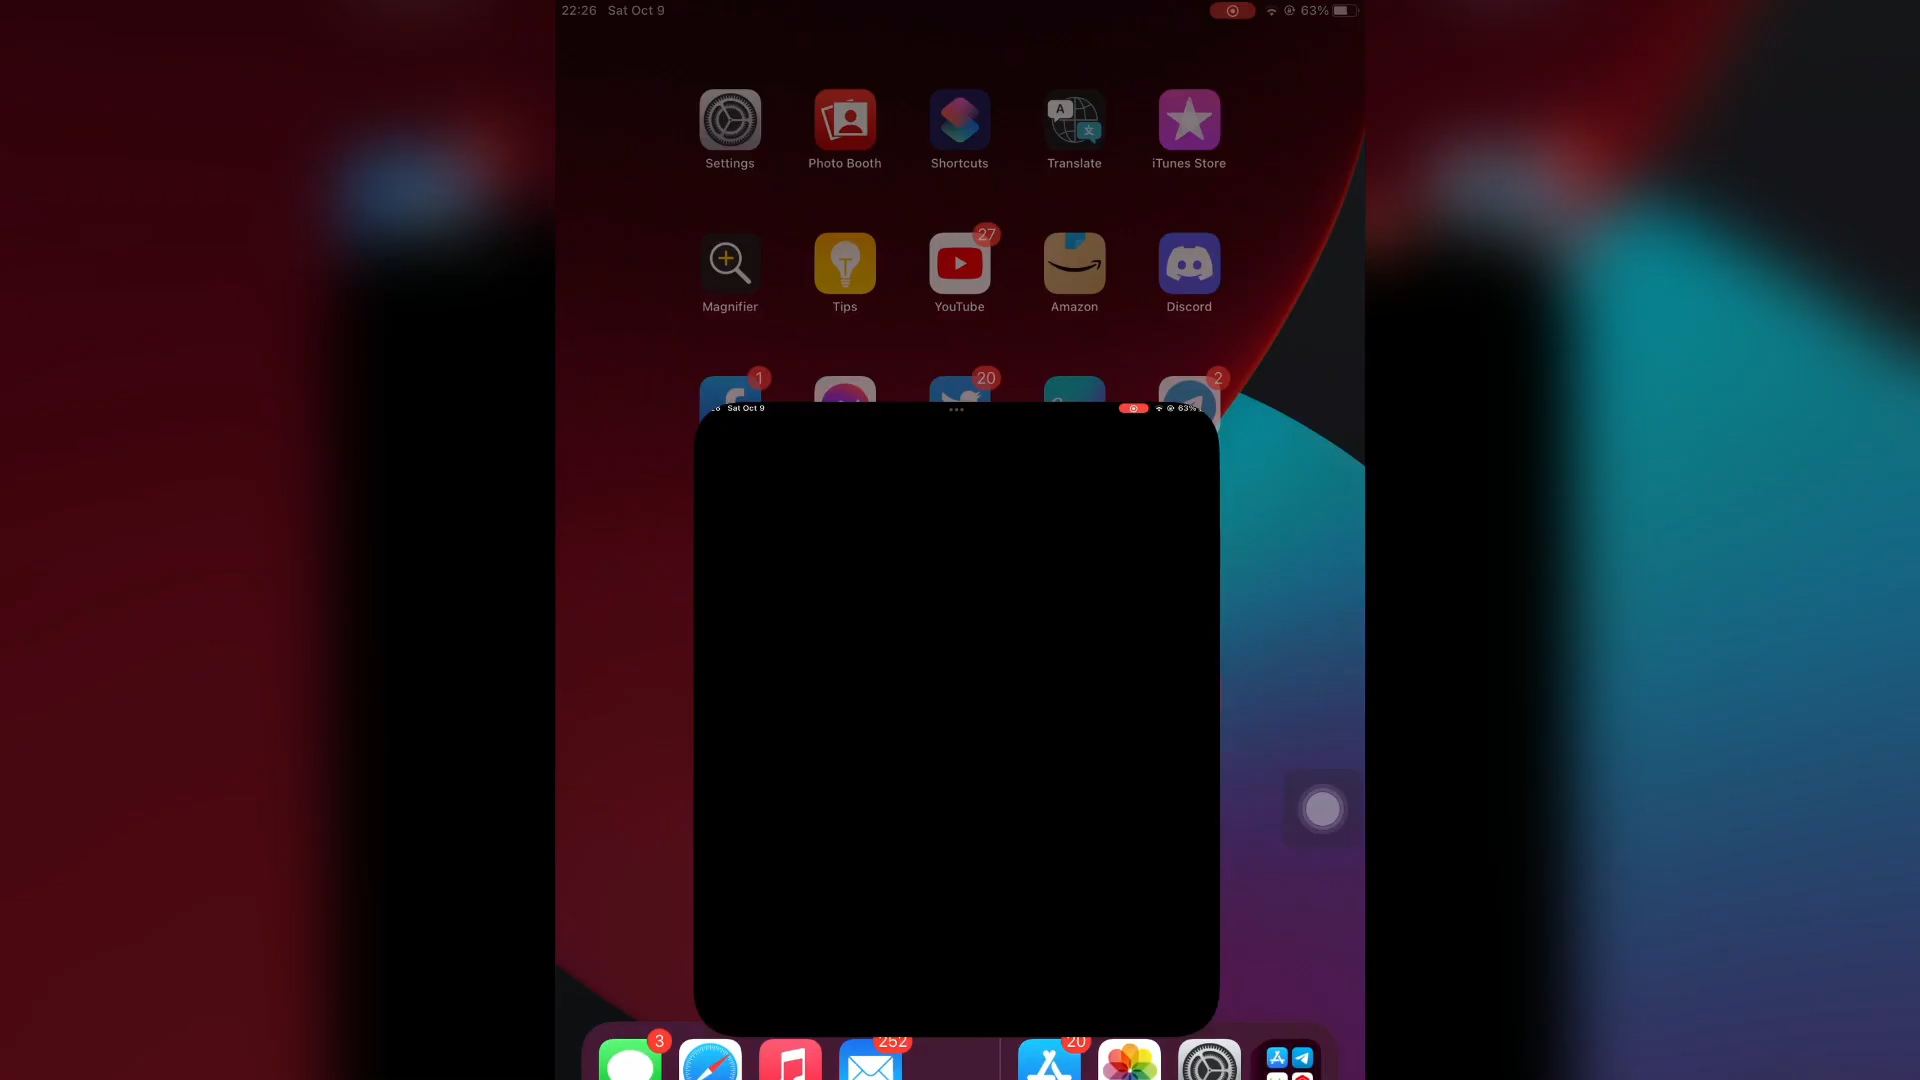 22:26 Sat Oct 9 63%
Settings Photo Booth Shortcuts Translate iTunes Store
27
Magnifier Tips YouTube Amazon Discord
1 20 2
Sat Oct 9 63%
3 252 20